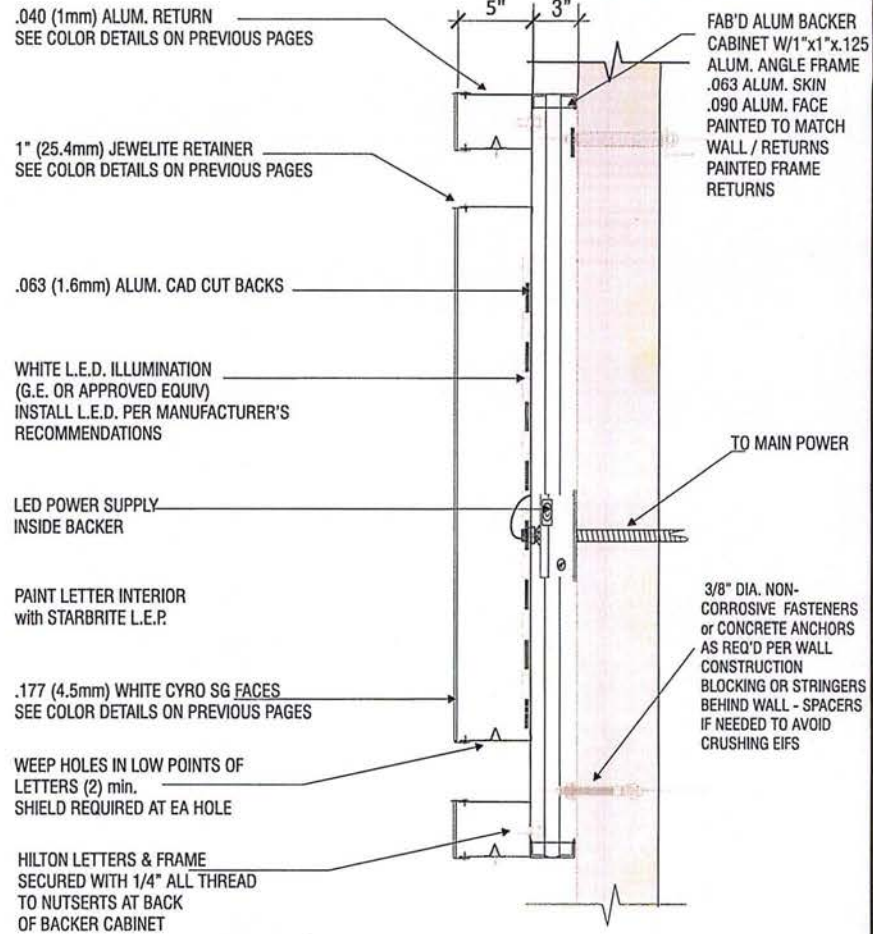 .040 (1mm) ALUM. RETURN
SEE COLOR DETAILS ON PREVIOUS PAGES
5"
3"
FAB'D ALUM BACKER
CABINET W/1"x1"x.125
ALUM. ANGLE FRAME
.063 ALUM. SKIN
.090 ALUM. FACE
PAINTED TO MATCH
WALL / RETURNS
PAINTED FRAME
RETURNS
1" (25.4mm) JEWELITE RETAINER
SEE COLOR DETAILS ON PREVIOUS PAGES
.063 (1.6mm) ALUM. CAD CUT BACKS
WHITE L.E.D. ILLUMINATION
(G.E. OR APPROVED EQUIV)
INSTALL L.E.D. PER MANUFACTURER'S
RECOMMENDATIONS
TO MAIN POWER
LED POWER SUPPLY
INSIDE BACKER
PAINT LETTER INTERIOR
with STARBRITE L.E.P.
3/8" DIA. NON-
CORROSIVE FASTENERS
or CONCRETE ANCHORS
AS REQ'D PER WALL
CONSTRUCTION
BLOCKING OR STRINGERS
BEHIND WALL - SPACERS
IF NEEDED TO AVOID
CRUSHING EIFS
.177 (4.5mm) WHITE CYRO SG FACES
SEE COLOR DETAILS ON PREVIOUS PAGES
WEEP HOLES IN LOW POINTS OF
LETTERS (2) min.
SHIELD REQUIRED AT EA HOLE
HILTON LETTERS & FRAME
SECURED WITH 1/4" ALL THREAD
TO NUTSERTS AT BACK
OF BACKER CABINET